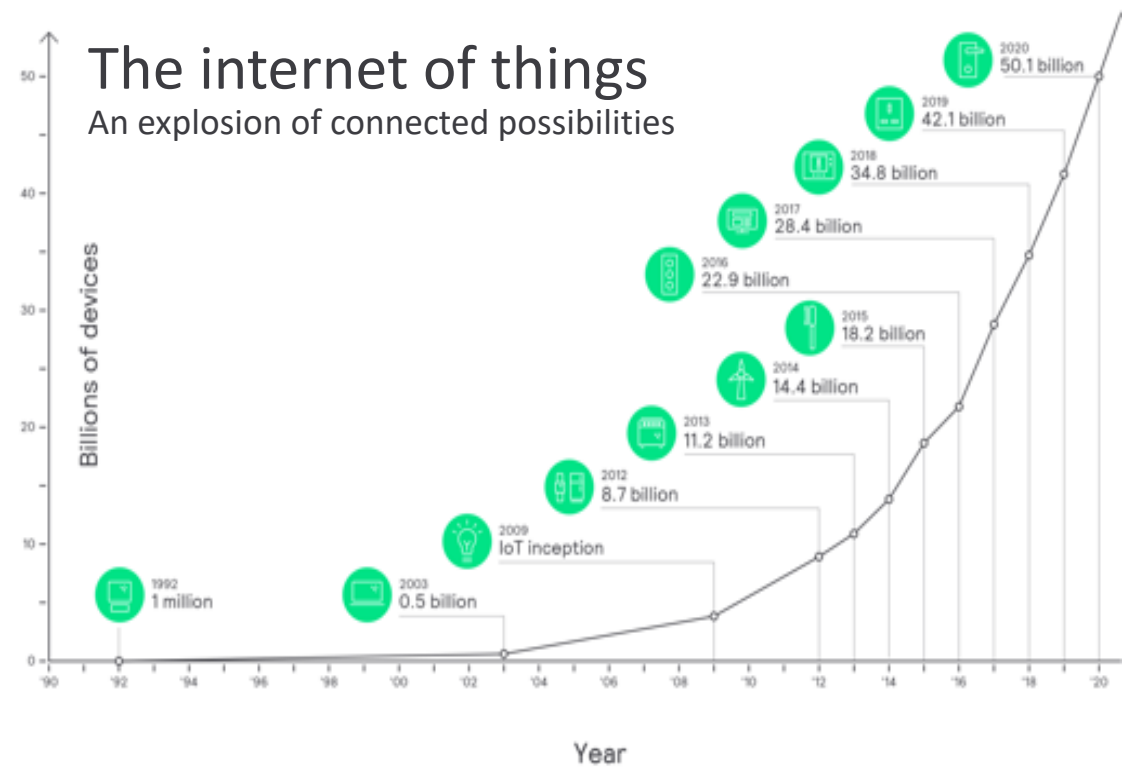 The internet of things
An explosion of connected possibilities
Billions of devices
50
40
30
20
10
0
2020
50.1 billion
2019
42.1 billion
2018
34.8 billion
2017
28.4 billion
2016
22.9 billion
2015
18.2 billion
2014
14.4 billion
2013
11.2 billion
2012
8.7 billion
2009
IoT inception
2003
0.5 billion
1992
1 million
'90 '92 '94 '96 '98 '00 '02 '04 '06 '08 '10 '12 '14 '16 '18 '20
Year